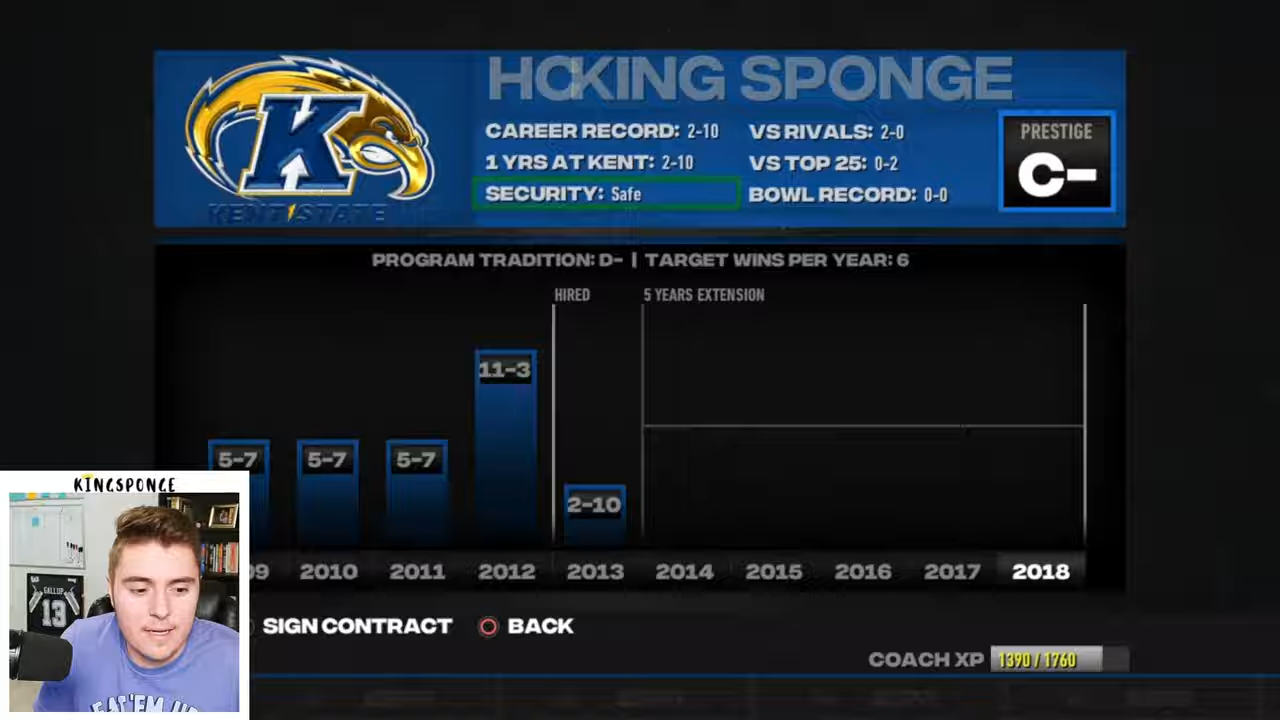 HCKING SPONGE
CAREER RECORD: 2-10
VS RIVALS: 2-0
1 YRS AT KENT: 2-10
VS TOP 25: 0-2
SECURITY: Safe
BOWL RECORD: 0-0
PRESTIGE
C-
K
KENT STATE
PROGRAM TRADITION: D- | TARGET WINS PER YEAR: 6
HIRED
5 YEARS EXTENSION
11-3
5-7
5-7
5-7
2-10
09 2010 2011 2012 2013 2014 2015 2016 2017 2018
KINGSPONGE
GALLUP
13
SIGN CONTRACT
BACK
COACH XP 1390 / 1760